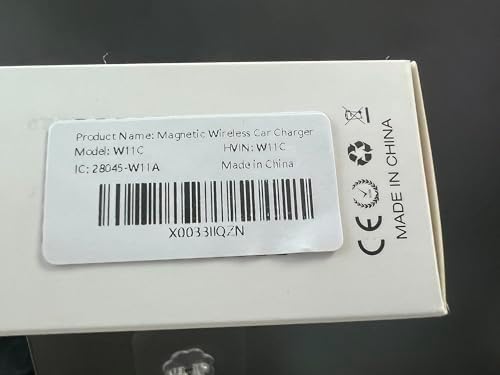 Product Name: Magnetic Wireless Car Charger
Model: W11C HVIN: W11C
IC: 28045-W11A Made in China
X0033IIQZN
CE
MADE IN CHINA